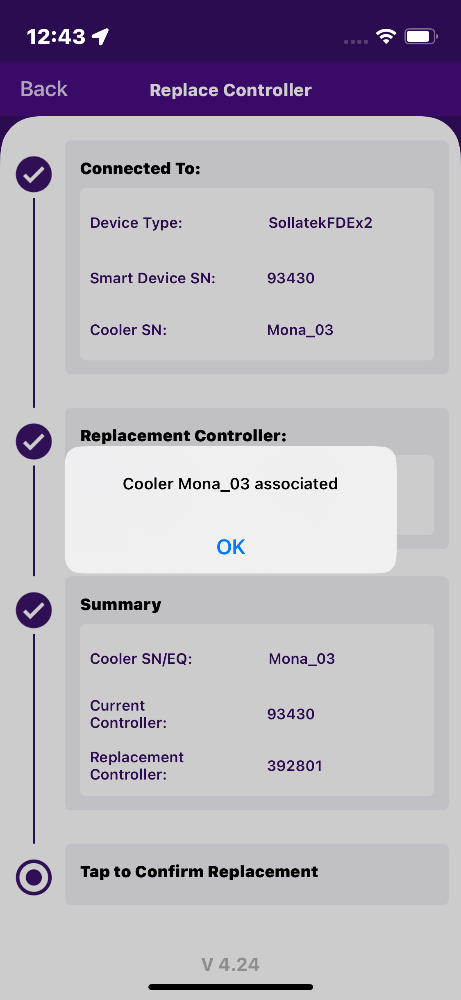 12:43
Back
Replace Controller
Connected To:
Device Type: SollatekFDEx2
Smart Device SN: 93430
Cooler SN: Mona_03
Replacement Controller:
Cooler Mona_03 associated
OK
Summary
Cooler SN/EQ: Mona_03
Current
Controller: 93430
Replacement
Controller: 392801
Tap to Confirm Replacement
V 4.24